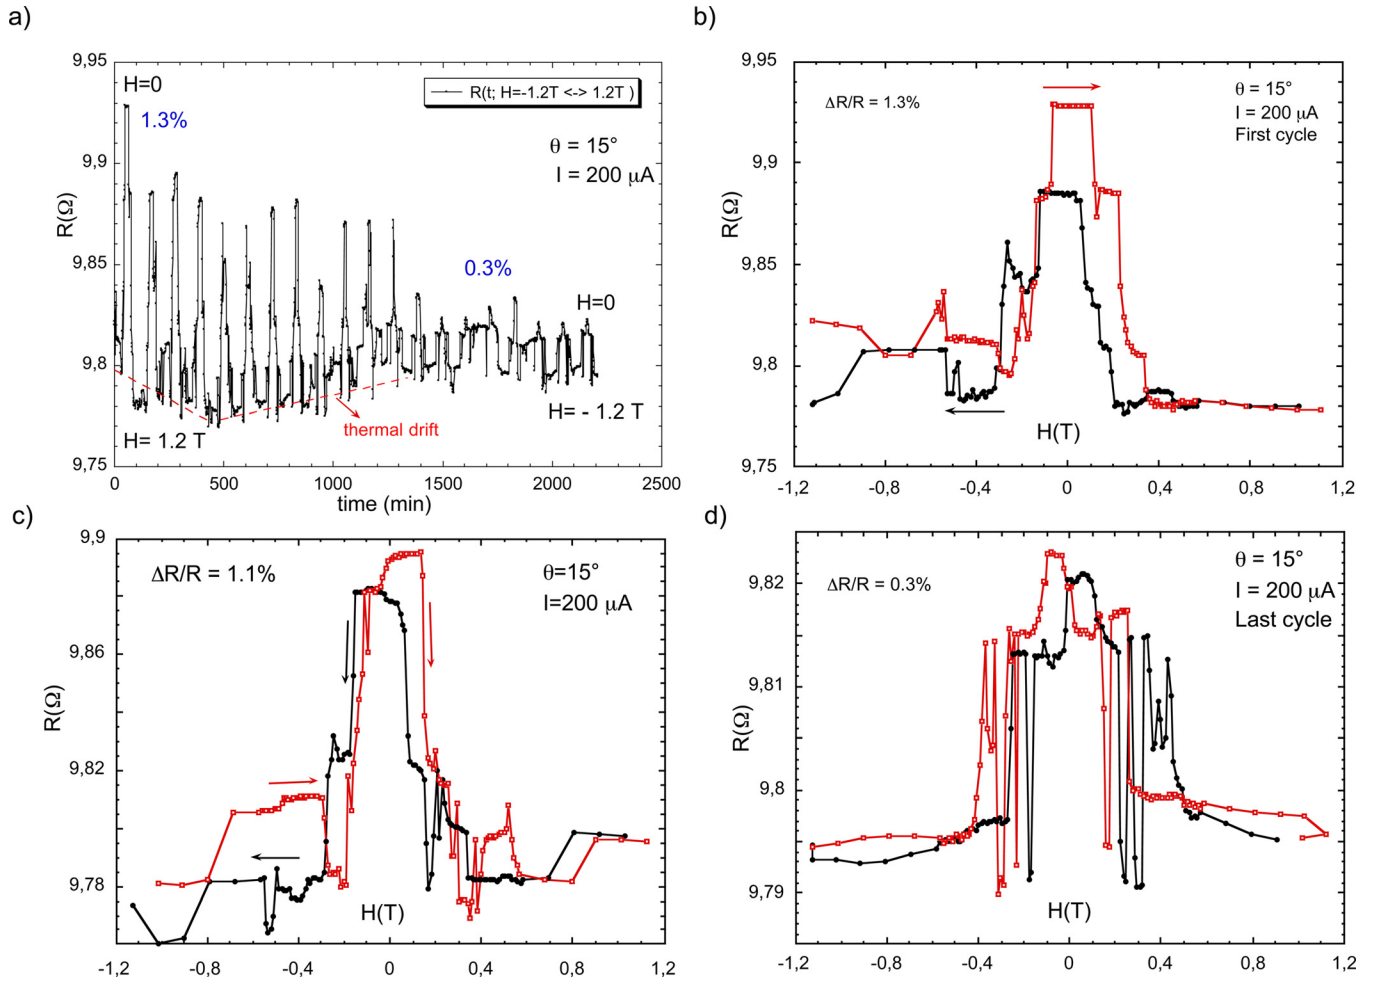 a)
9,95
9,9
9,85
9,8
9,75
R(Ω)
H=0
1.3%
R(t; H=-1.2T <-> 1.2T )
θ = 15°
I = 200 μA
0.3%
H=0
H= - 1.2 T
thermal drift
H= 1.2 T
0
500
1000
1500
2000
2500
time (min)
b)
9,95
9,9
9,85
9,8
9,75
R(Ω)
ΔR/R = 1.3%
θ = 15°
I = 200 μA
First cycle
H(T)
-1,2
-0,8
-0,4
0
0,4
0,8
1,2
c)
9,9
9,86
9,82
9,78
R(Ω)
ΔR/R = 1.1%
θ=15°
I=200 μA
H(T)
-1,2
-0,8
-0,4
0
0,4
0,8
1,2
d)
9,82
9,81
9,8
9,79
R(Ω)
ΔR/R = 0.3%
θ = 15°
I = 200 μA
Last cycle
H(T)
-1,2
-0,8
-0,4
0
0,4
0,8
1,2